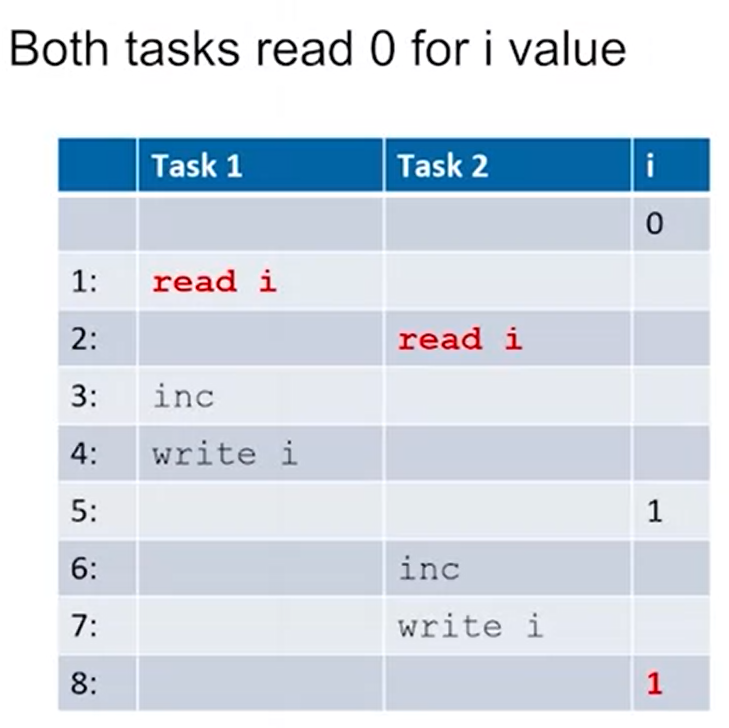 Both tasks read 0 for i value
Task 1 Task 2 i
0
1: read i
2: read i
3: inc
4: write i
5: 1
6: inc
7: write i
8: 1